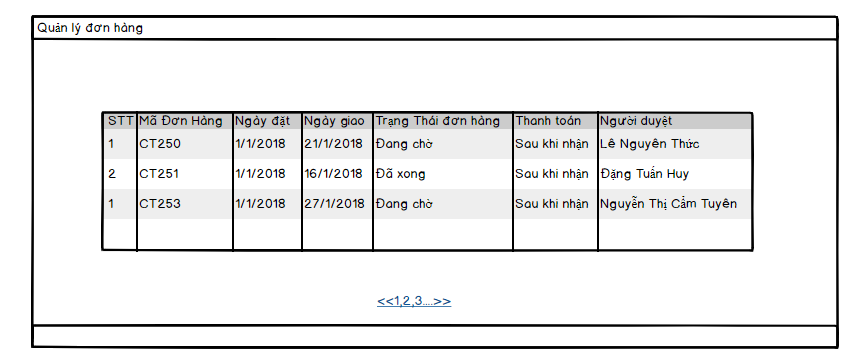 Quản lý đơn hàng
STT Mã Đơn Hàng Ngày đặt Ngày giao Trạng Thái đơn hàng Thanh toán Người duyệt
1 CT250 1/1/2018 21/1/2018 Đang chờ Sau khi nhận Lê Nguyên Thức
2 CT251 1/1/2018 16/1/2018 Đã xong Sau khi nhận Đặng Tuấn Huy
1 CT253 1/1/2018 27/1/2018 Đang chờ Sau khi nhận Nguyễn Thị Cẩm Tuyên
<<1,2,3....>>